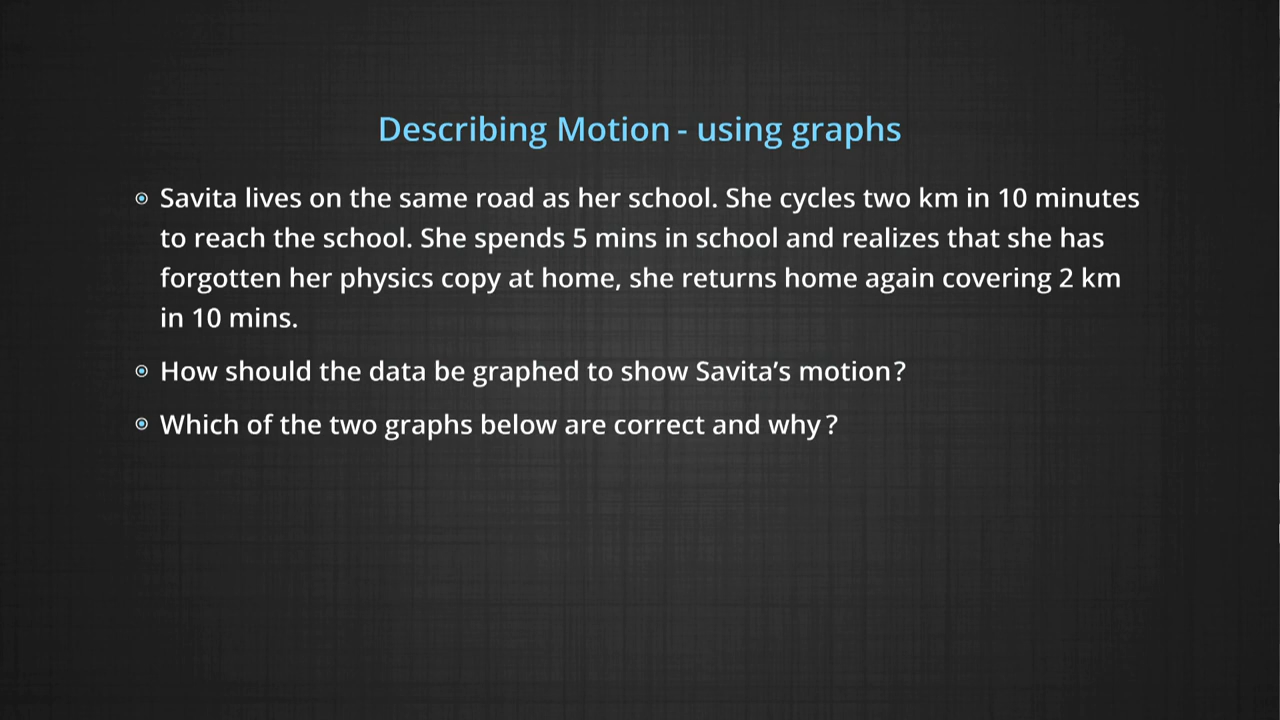 Describing Motion - using graphs
Savita lives on the same road as her school. She cycles two km in 10 minutes
to reach the school. She spends 5 mins in school and realizes that she has
forgotten her physics copy at home, she returns home again covering 2 km
in 10 mins.
How should the data be graphed to show Savita’s motion?
Which of the two graphs below are correct and why?